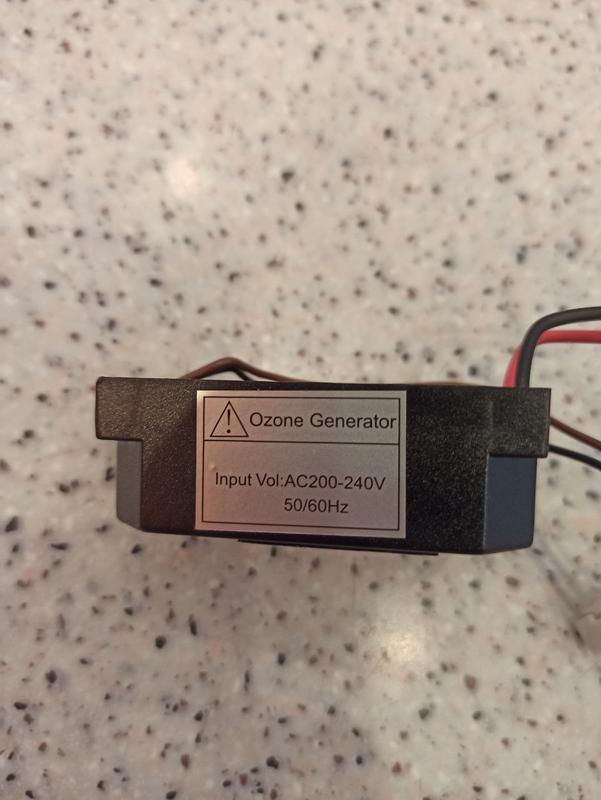 Ozone Generator
Input Vol:AC200-240V
50/60Hz